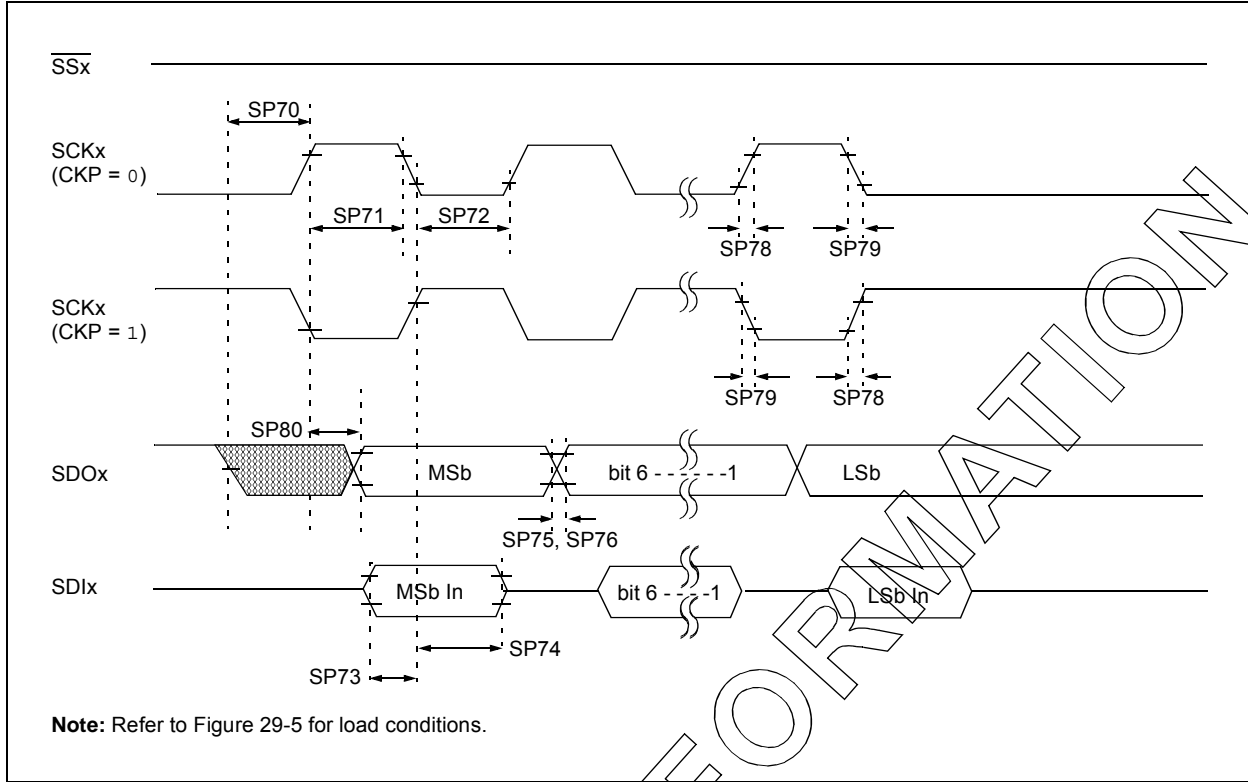 SSx
SP70
SCKx
(CKP = 0)
SP71
SP72
SP78
SP79
SCKx
(CKP = 1)
SP79
SP78
SP80
SDOx
MSb
bit 6 - - - - - -1
LSb
SP75, SP76
SDIx
MSb In
bit 6 - - - -1
LSb In
SP74
SP73
Note: Refer to Figure 29-5 for load conditions.
FORMATION